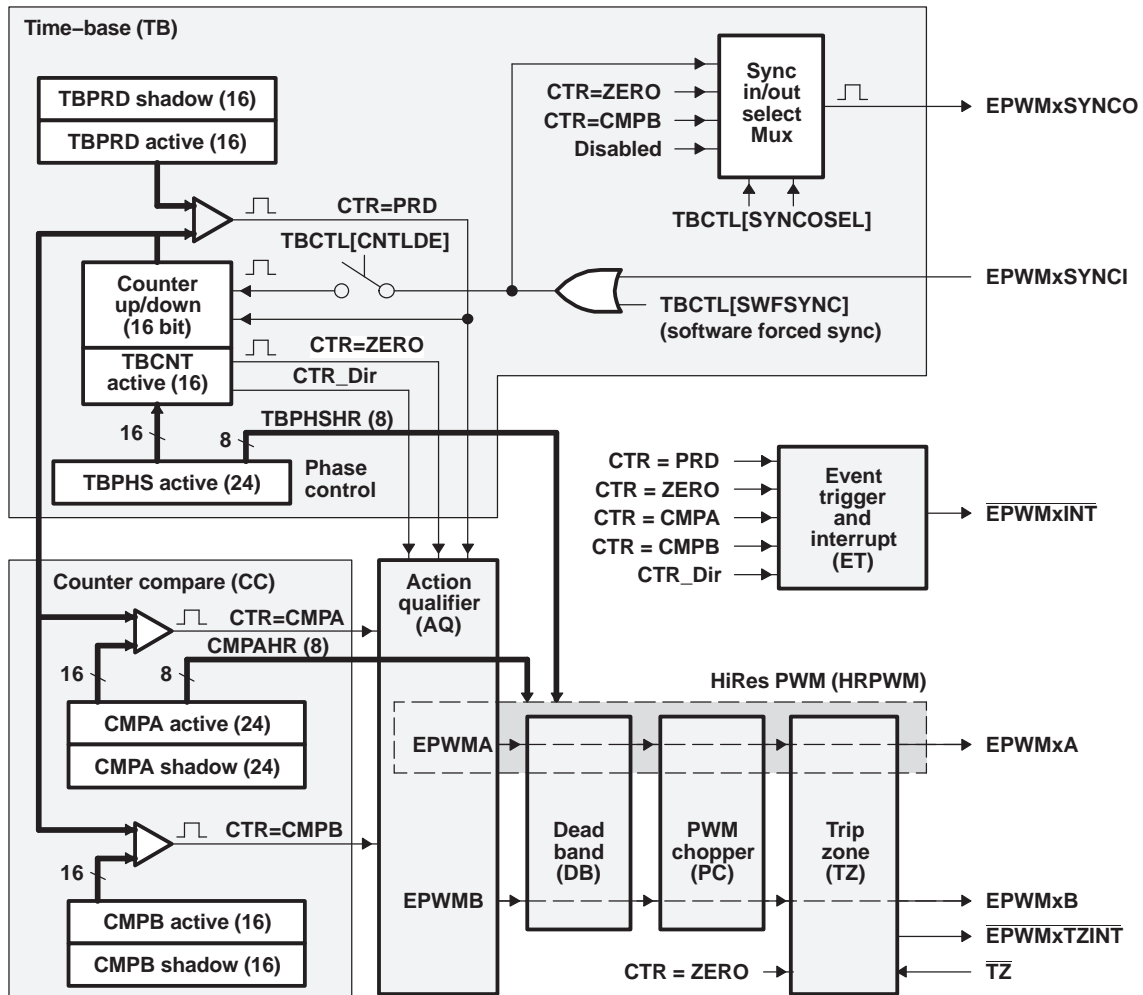 Time−base (TB)
TBPRD shadow (16)
TBPRD active (16)
CTR=ZERO
CTR=CMPB
Disabled
Sync
in/out
select
Mux
EPWMxSYNCO
TBCTL[SYNCOSEL]
CTR=PRD
TBCTL[CNTLDE]
Counter
up/down
(16 bit)
TBCNT
active (16)
EPWMxSYNCI
TBCTL[SWFSYNC]
(software forced sync)
CTR=ZERO
CTR_Dir
16
8
TBPHSHR (8)
TBPHS active (24)
Phase
control
CTR = PRD
CTR = ZERO
CTR = CMPA
CTR = CMPB
CTR_Dir
Event
trigger
and
interrupt
(ET)
EPWMxINT
Counter compare (CC)
CTR=CMPA
16
8
CMPAHR (8)
CMPA active (24)
CMPA shadow (24)
CTR=CMPB
16
CMPB active (16)
CMPB shadow (16)
Action
qualifier
(AQ)
HiRes PWM (HRPWM)
EPWMA
EPWMxA
Dead
band
(DB)
PWM
chopper
(PC)
Trip
zone
(TZ)
EPWMB
EPWMxB
EPWMxTZINT
CTR = ZERO
TZ